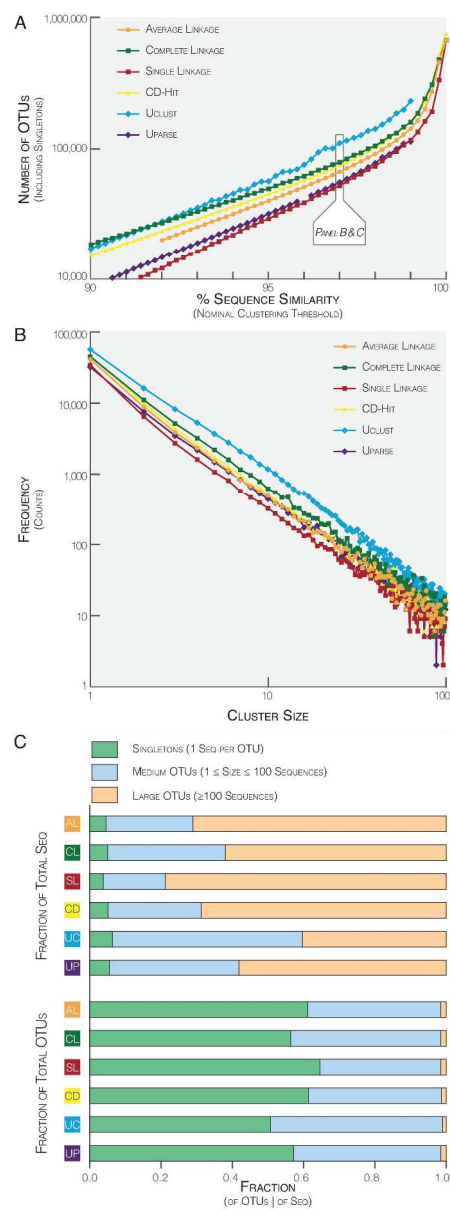 A
1,000,000
100,000
10,000
Number of OTUs
(Including Singletons)
Average Linkage
Complete Linkage
Single Linkage
CD-Hit
Uclust
Uparse
Panel B & C
90
95
100
% Sequence Similarity
(Nominal Clustering Threshold)
B
100,000
10,000
1,000
100
10
1
Frequency
(Counts)
Average Linkage
Complete Linkage
Single Linkage
CD-Hit
Uclust
Uparse
1
10
100
Cluster Size
C
Singletons (1 Seq per OTU)
Medium OTUs (1 ≤ Size ≤ 100 Sequences)
Large OTUs (≥100 Sequences)
Fraction of Total Seq
AL
CL
SL
CD
UC
UP
Fraction of Total OTUs
AL
CL
SL
CD
UC
UP
0.0
0.2
0.4
0.6
0.8
1.0
Fraction
(of OTUs | of Seq)